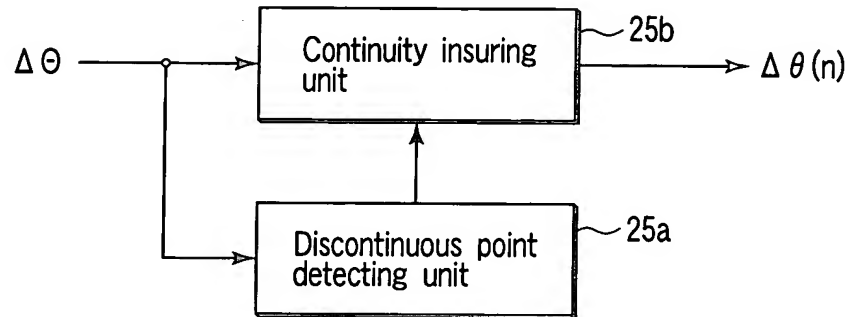 ΔΘ
Continuity insuring
unit
25b
Δθ(n)
Discontinuous point
detecting unit
25a